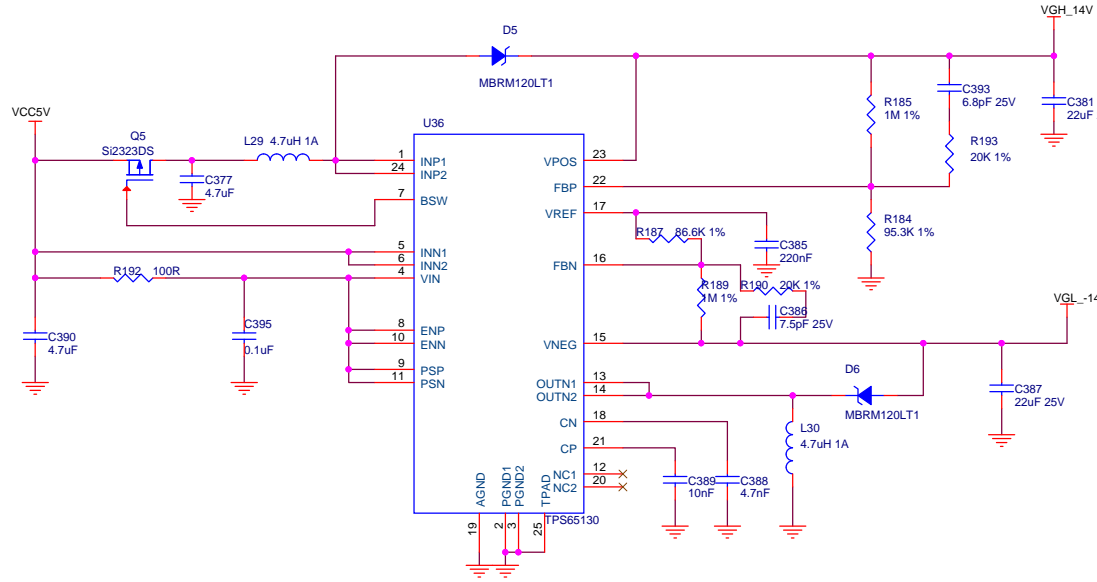 VGH_14V
D5
MBRM120LT1
C393
6.8pF 25V
R185
1M 1%
C381
22uF
VCC5V
U36
Q5
Si2323DS
L29 4.7uH 1A
R193
20K 1%
C377
4.7uF
1 INP1
24 INP2
7 BSW
5 INN1
6 INN2
4 VIN
8 ENP
10 ENN
9 PSP
11 PSN
VPOS 23
FBP 22
VREF 17
FBN 16
VNEG 15
OUTN1 13
OUTN2 14
CN 18
CP 21
NC1 12
NC2 20
R184
95.3K 1%
R187 86.6K 1%
C385
220nF
R192 100R
R189
1M 1%
R190 20K 1%
C386
7.5pF 25V
VGL_-14
C390
4.7uF
C395
0.1uF
D6
MBRM120LT1
C387
22uF 25V
L30
4.7uH 1A
C389
10nF
C388
4.7nF
AGND
PGND1
PGND2
TPAD
19
2
3
25
TPS65130